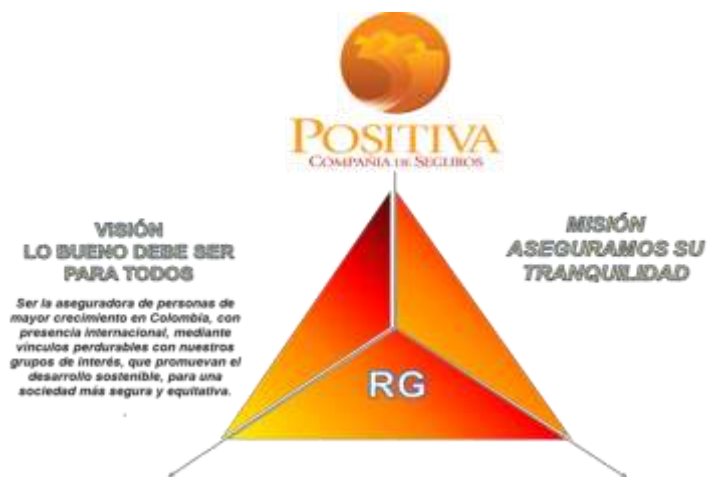 POSITIVA
COMPAÑIA DE SEGUROS
VISIÓN
LO BUENO DEBE SER
PARA TODOS
Ser la aseguradora de personas de
mayor crecimiento en Colombia, con
presencia internacional, mediante
vínculos perdurables con nuestros
grupos de interés, que promuevan el
desarrollo sostenible, para una
sociedad más segura y equitativa.
MISIÓN
ASEGURAMOS SU
TRANQUILIDAD
RG